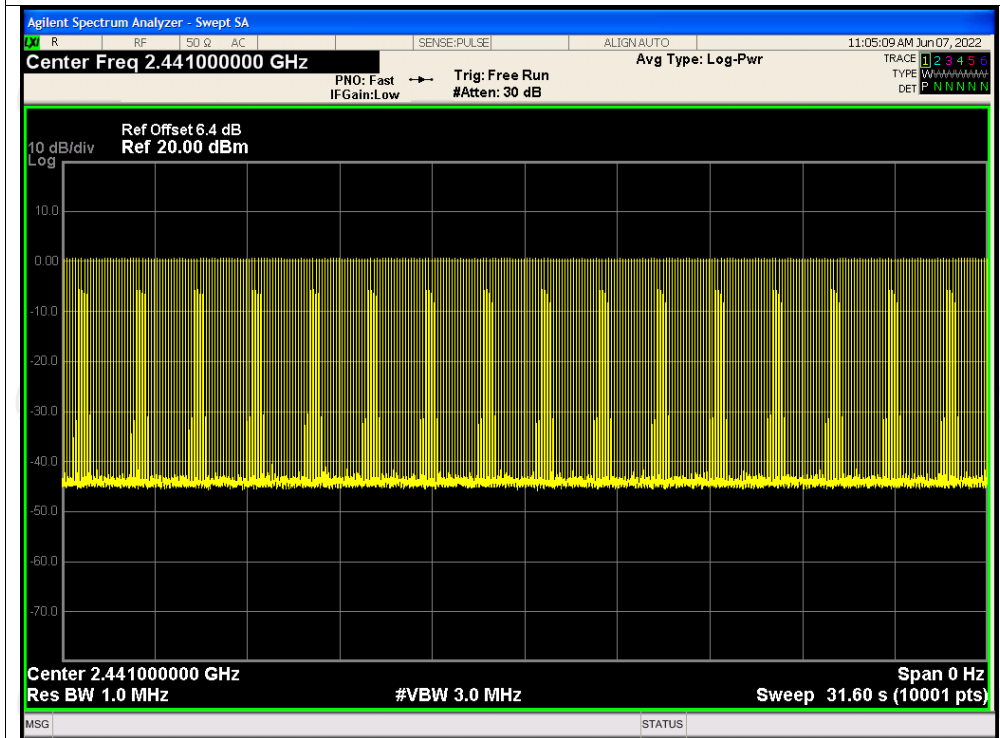 Agilent Spectrum Analyzer - Swept SA
LXI R RF 50 Ω AC SENSE:PULSE ALIGN AUTO 11:05:09 AM Jun 07, 2022
Center Freq 2.441000000 GHz Avg Type: Log-Pwr TRACE 1 2 3 4 5 6
PNO: Fast Trig: Free Run TYPE W
IFGain:Low #Atten: 30 dB DET P N N N N N
Ref Offset 6.4 dB
10 dB/div Ref 20.00 dBm
Log
10.0
0.00
-10.0
-20.0
-30.0
-40.0
-50.0
-60.0
-70.0
Center 2.441000000 GHz Span 0 Hz
Res BW 1.0 MHz #VBW 3.0 MHz Sweep 31.60 s (10001 pts)
MSG STATUS